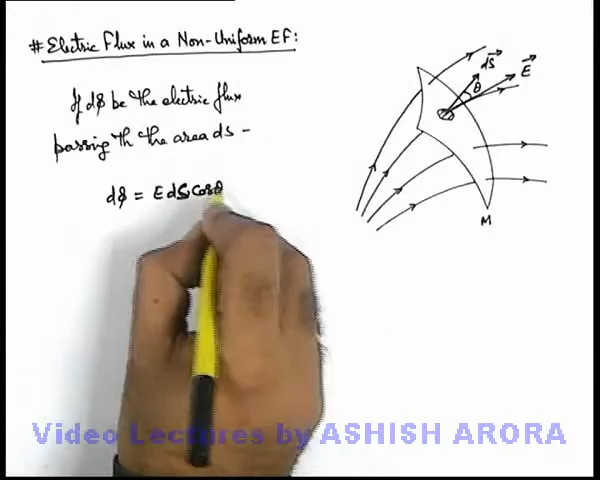 # Electric Flux in a Non-Uniform EF:
If dφ be the electric flux
passing th the area ds -
dφ = E ds cosθ
ds
E
θ
M
Video Lectures by ASHISH ARORA